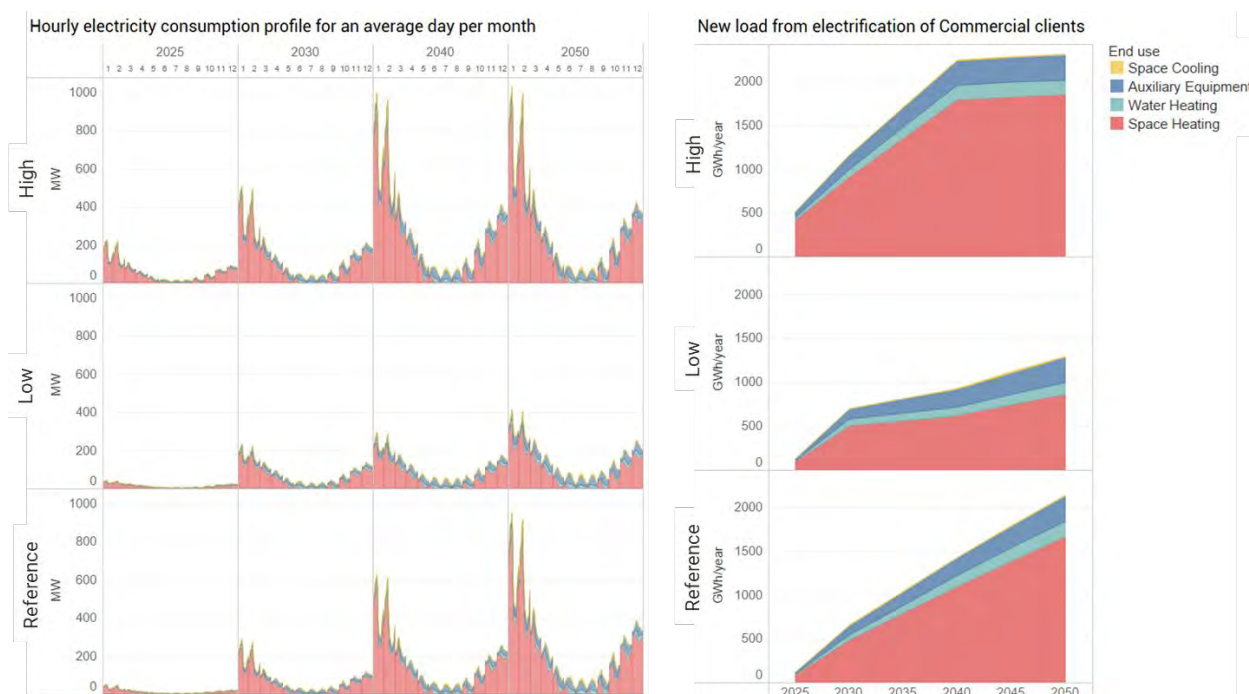 Hourly electricity consumption profile for an average day per month
2025 2030 2040 2050
1 2 3 4 5 6 7 8 9 10 11 12 1 2 3 4 5 6 7 8 9 10 11 12 1 2 3 4 5 6 7 8 9 10 11 12 1 2 3 4 5 6 7 8 9 10 11 12
High
MW
1000
800
600
400
200
0
Low
MW
1000
800
600
400
200
0
Reference
MW
1000
800
600
400
200
0
New load from electrification of Commercial clients
High
GWh/year
2000
1500
1000
500
0
Low
GWh/year
2000
1500
1000
500
0
Reference
GWh/year
2000
1500
1000
500
0
2025 2030 2035 2040 2045 2050
End use
Space Cooling
Auxiliary Equipment
Water Heating
Space Heating